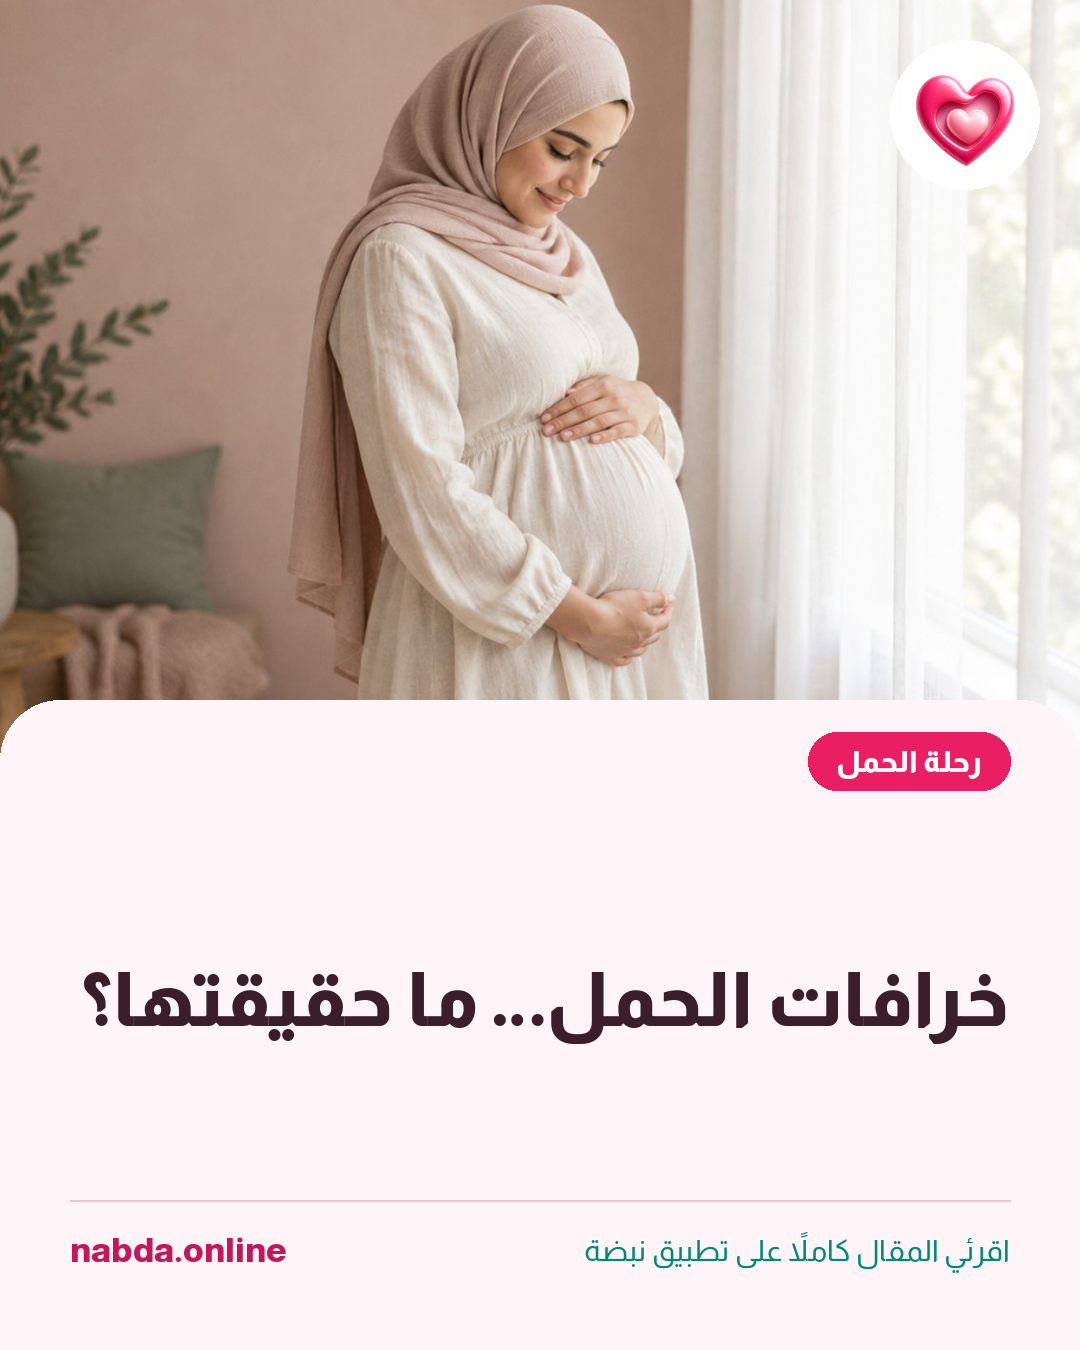 رحلة الحمل
خرافات الحمل... ما حقيقتها؟
اقرئي المقال كاملًا على تطبيق نبضة
nabda.online